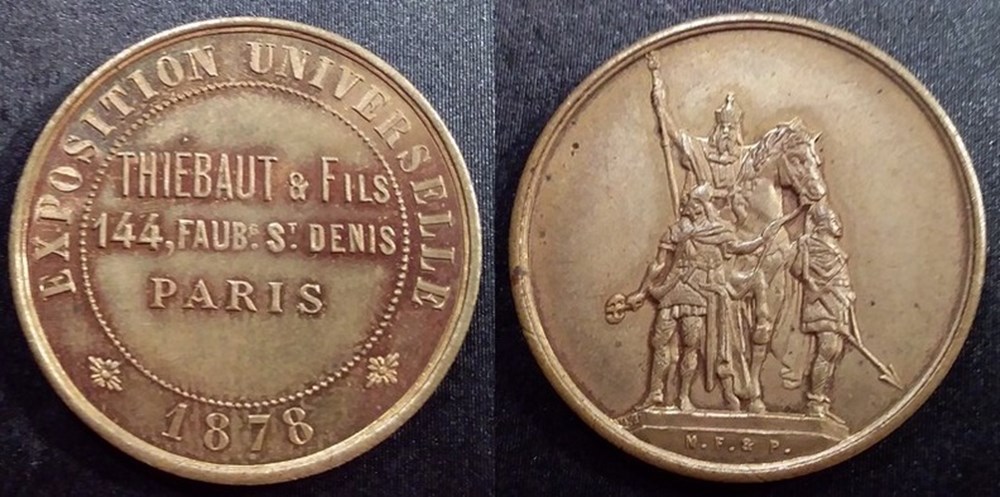 EXPOSITION UNIVERSELLE
THIEBAUT & FILS
144, FAUBG. ST. DENIS
PARIS
1878
M. F. & P.